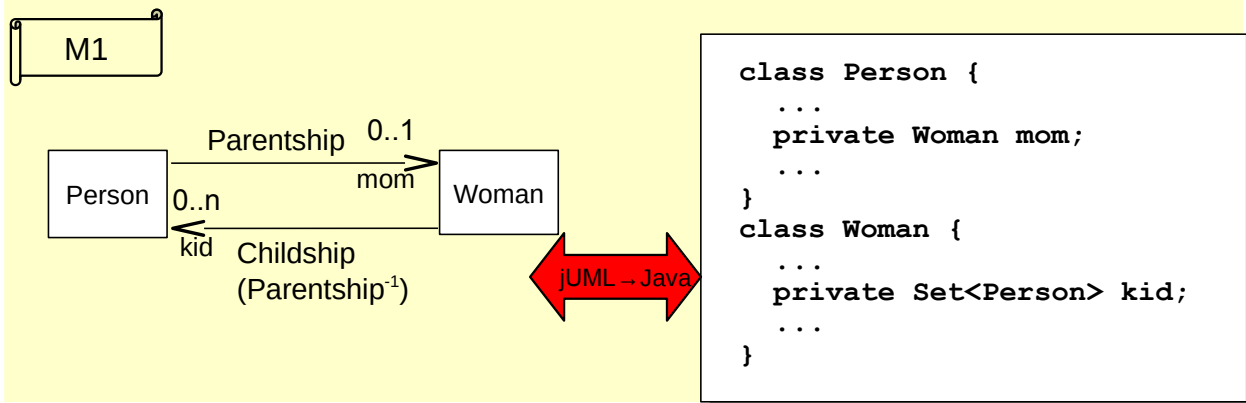 M1
Parentship 0..1
mom
Person
Woman
0..n
kid
Childship
(Parentship⁻¹)
jUML→Java
class Person {
...
private Woman mom;
...
}
class Woman {
...
private Set<Person> kid;
...
}